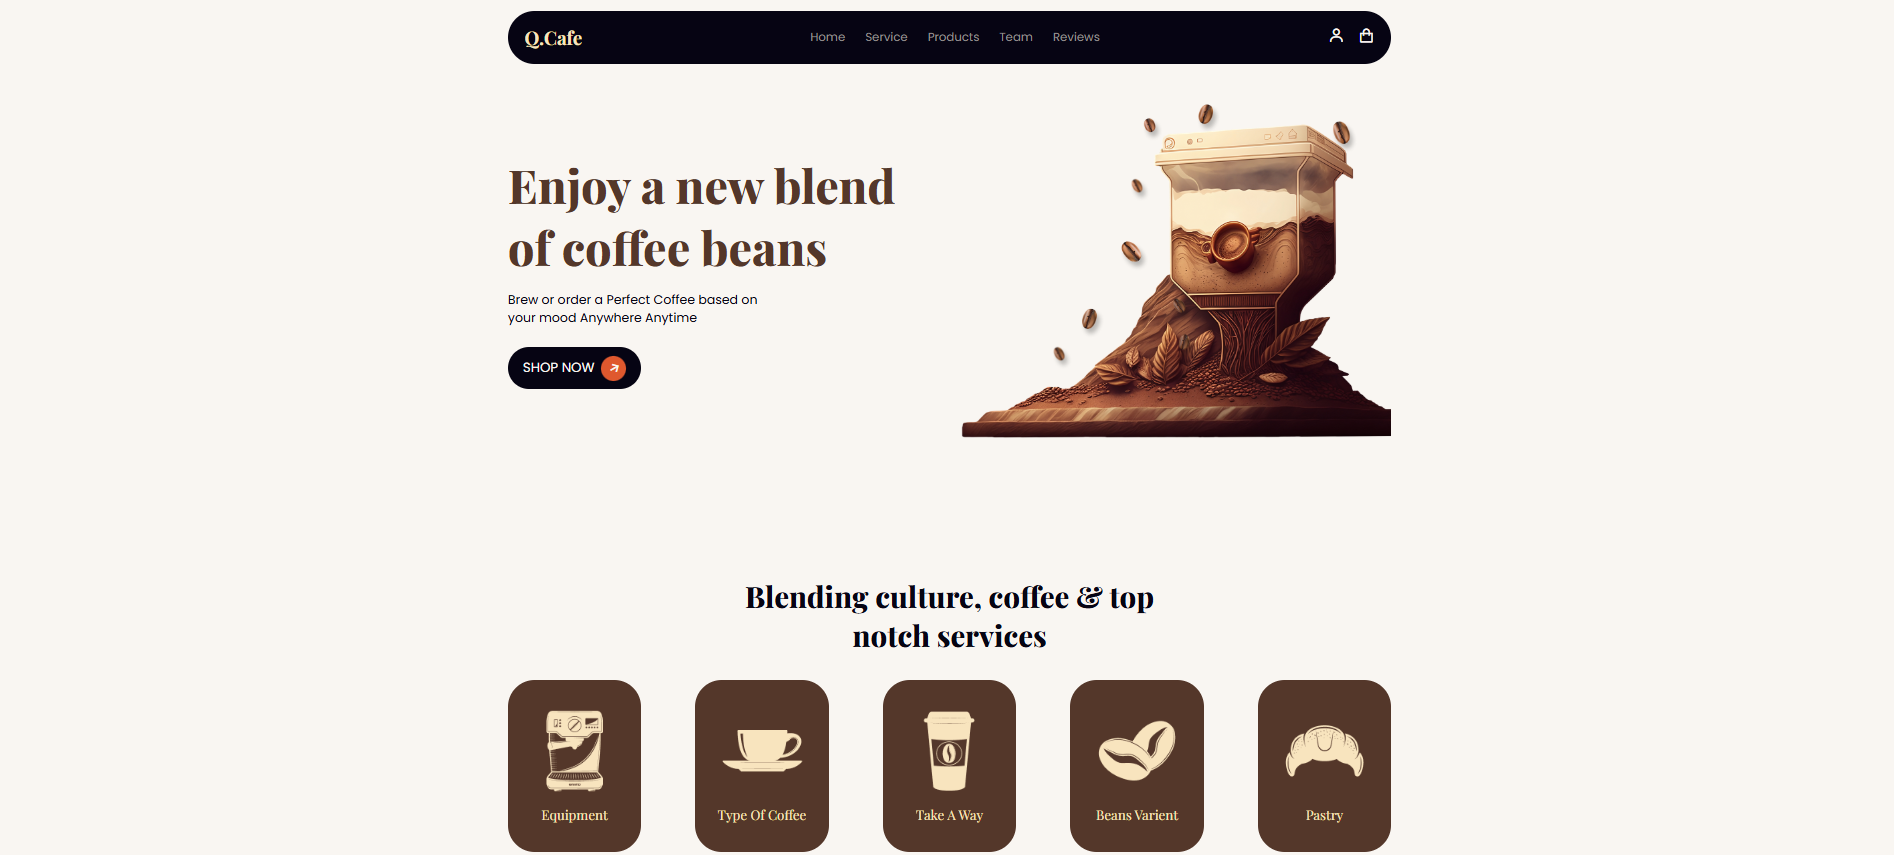 Q.Cafe
Home Service Products Team Reviews
Enjoy a new blend
of coffee beans
Brew or order a Perfect Coffee based on
your mood Anywhere Anytime
SHOP NOW
Blending culture, coffee & top
notch services
Equipment
Type Of Coffee
Take A Way
Beans Varient
Pastry